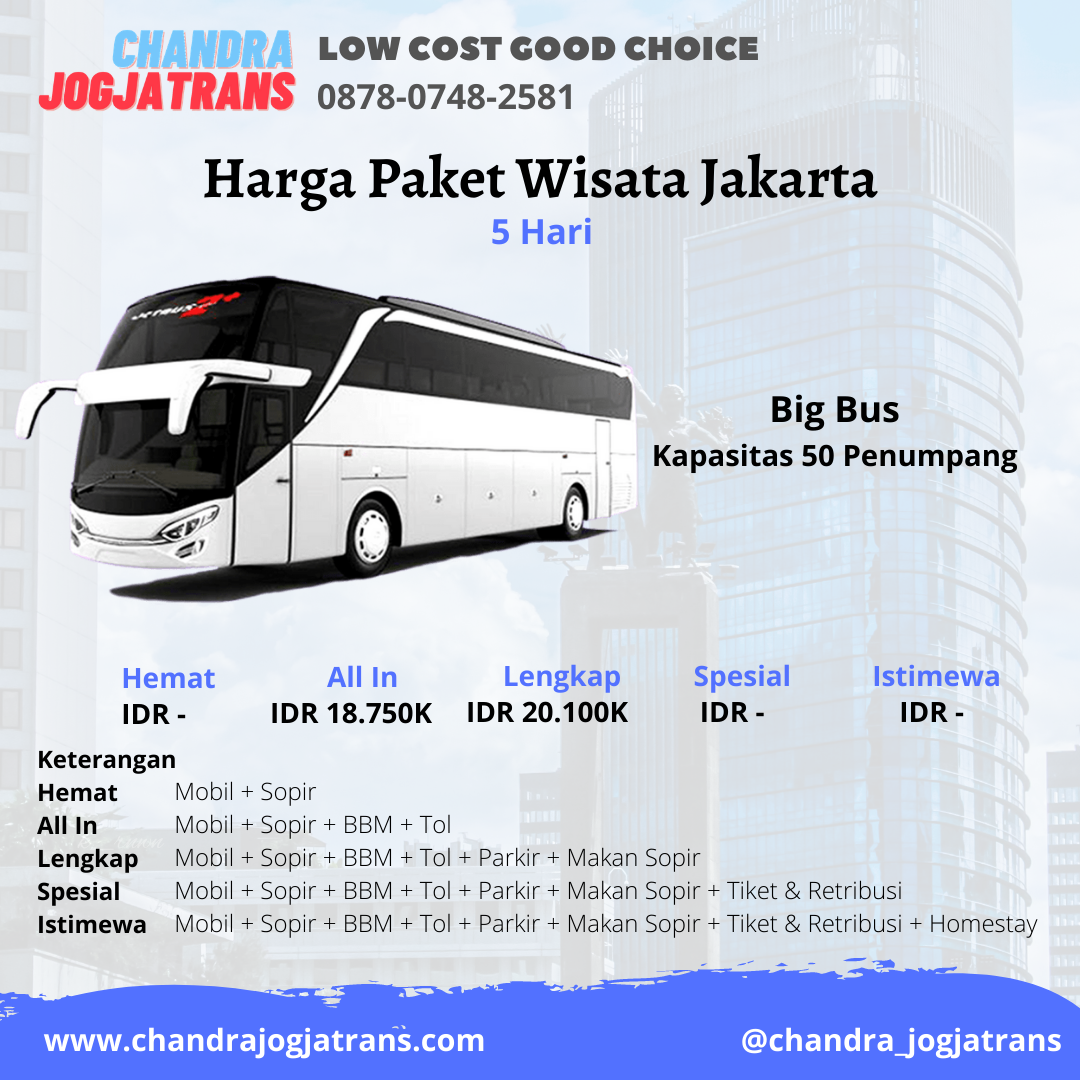 CHANDRA
JOGJATRANS
LOW COST GOOD CHOICE
0878-0748-2581
Harga Paket Wisata Jakarta
5 Hari
Big Bus
Kapasitas 50 Penumpang
Hemat All In Lengkap Spesial Istimewa
IDR - IDR 18.750K IDR 20.100K IDR - IDR -
Keterangan
Hemat Mobil + Sopir
All In Mobil + Sopir + BBM + Tol
Lengkap Mobil + Sopir + BBM + Tol + Parkir + Makan Sopir
Spesial Mobil + Sopir + BBM + Tol + Parkir + Makan Sopir + Tiket & Retribusi
Istimewa Mobil + Sopir + BBM + Tol + Parkir + Makan Sopir + Tiket & Retribusi + Homestay
www.chandrajogjatrans.com @chandra_jogjatrans